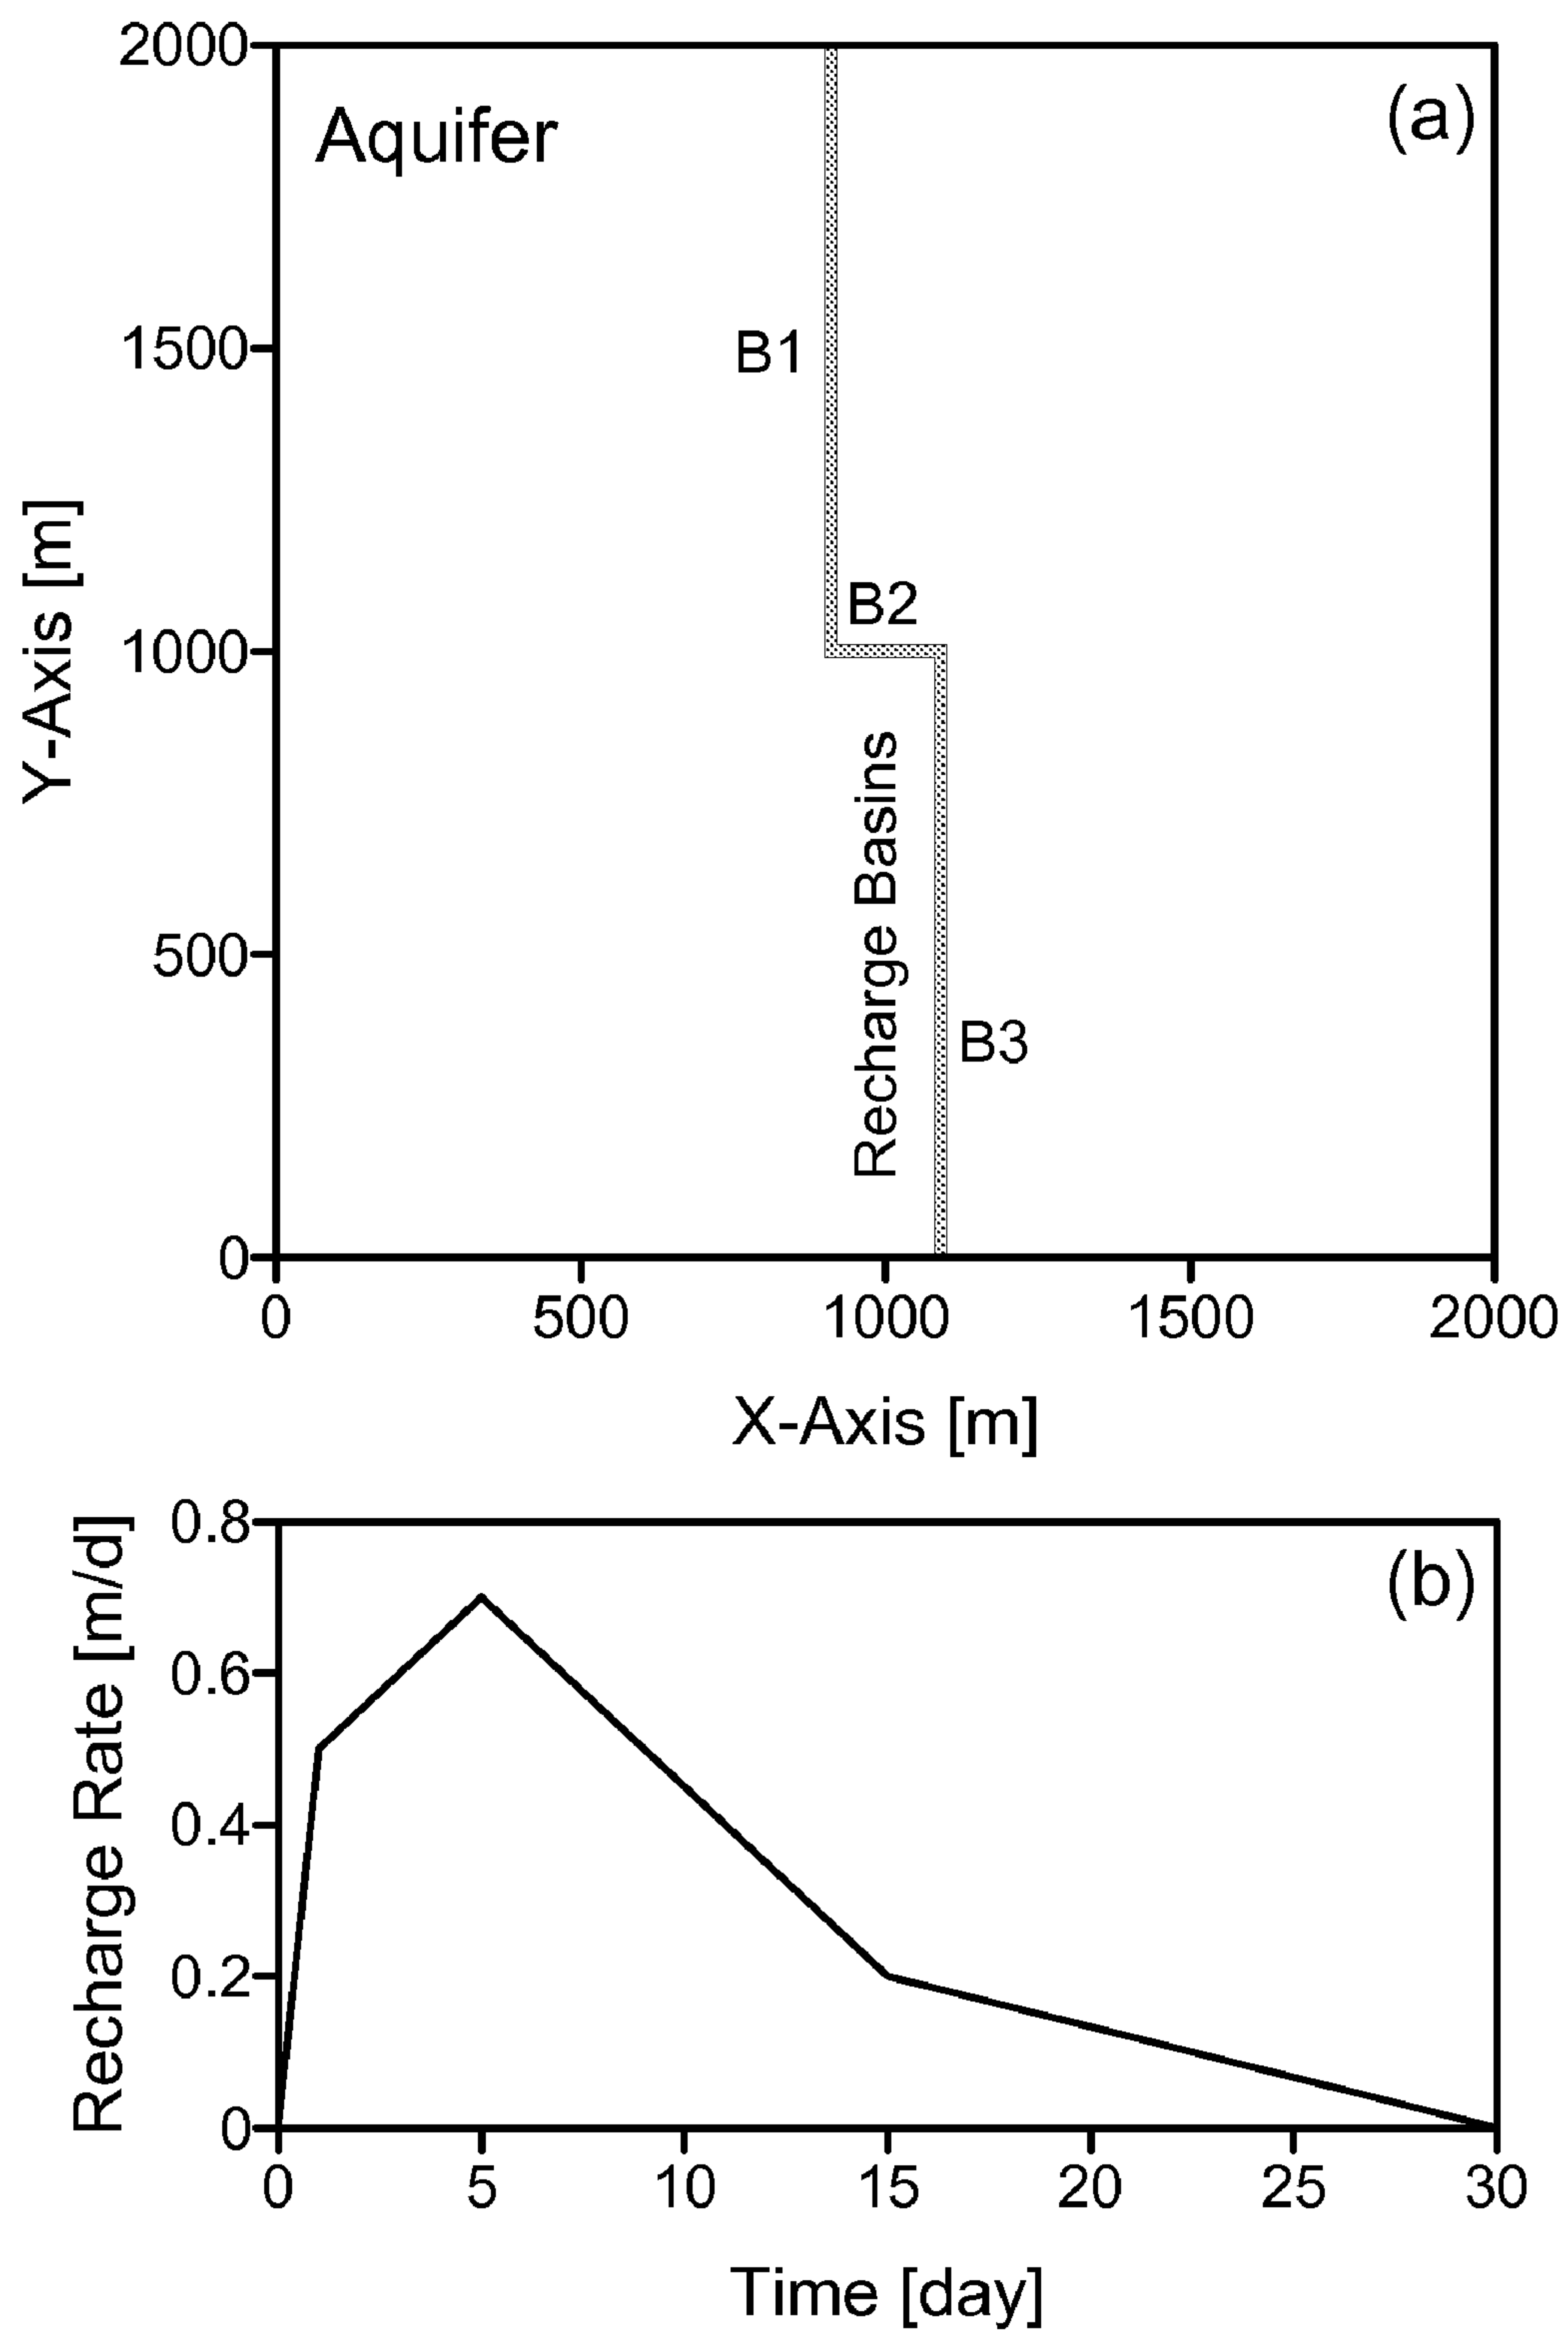 2000
(a)
Aquifer
1500
B1
Y-Axis [m]
B2
1000
Recharge Basins
500
B3
0
0 500 1000 1500 2000
X-Axis [m]
0.8
(b)
Recharge Rate [m/d]
0.6
0.4
0.2
0
0 5 10 15 20 25 30
Time [day]